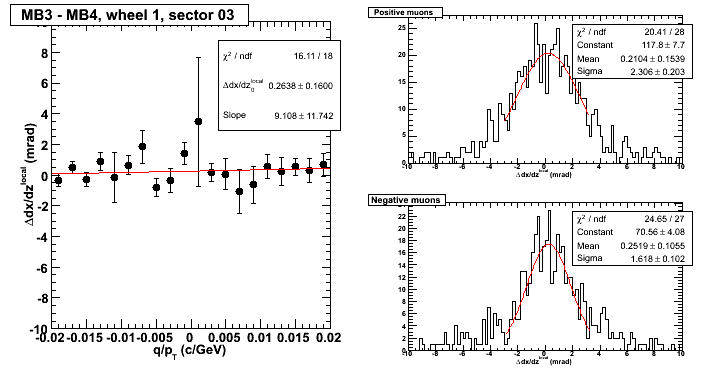 MB3 - MB4, wheel 1, sector 03
χ² / ndf 16.11 / 18
Δdx/dz₀^local 0.2638 ± 0.1600
Slope 9.108 ± 11.742
Δdx/dz^local (mrad)
8
6
4
2
0
-2
-4
-6
-8
-10
-0.02 -0.015 -0.01 -0.005 0 0.005 0.01 0.015 0.02
q/p_T (c/GeV)
Positive muons
χ² / ndf 20.41 / 28
Constant 117.8 ± 7.7
Mean 0.2104 ± 0.1539
Sigma 2.306 ± 0.203
25
20
15
10
5
0
-10 -8 -6 -4 -2 0 2 4 6 8 10
Δdx/dz^local (mrad)
Negative muons
χ² / ndf 24.65 / 27
Constant 70.56 ± 4.08
Mean 0.2519 ± 0.1055
Sigma 1.618 ± 0.102
22
20
18
16
14
12
10
8
6
4
2
0
-10 -8 -6 -4 -2 0 2 4 6 8 10
Δdx/dz^local (mrad)